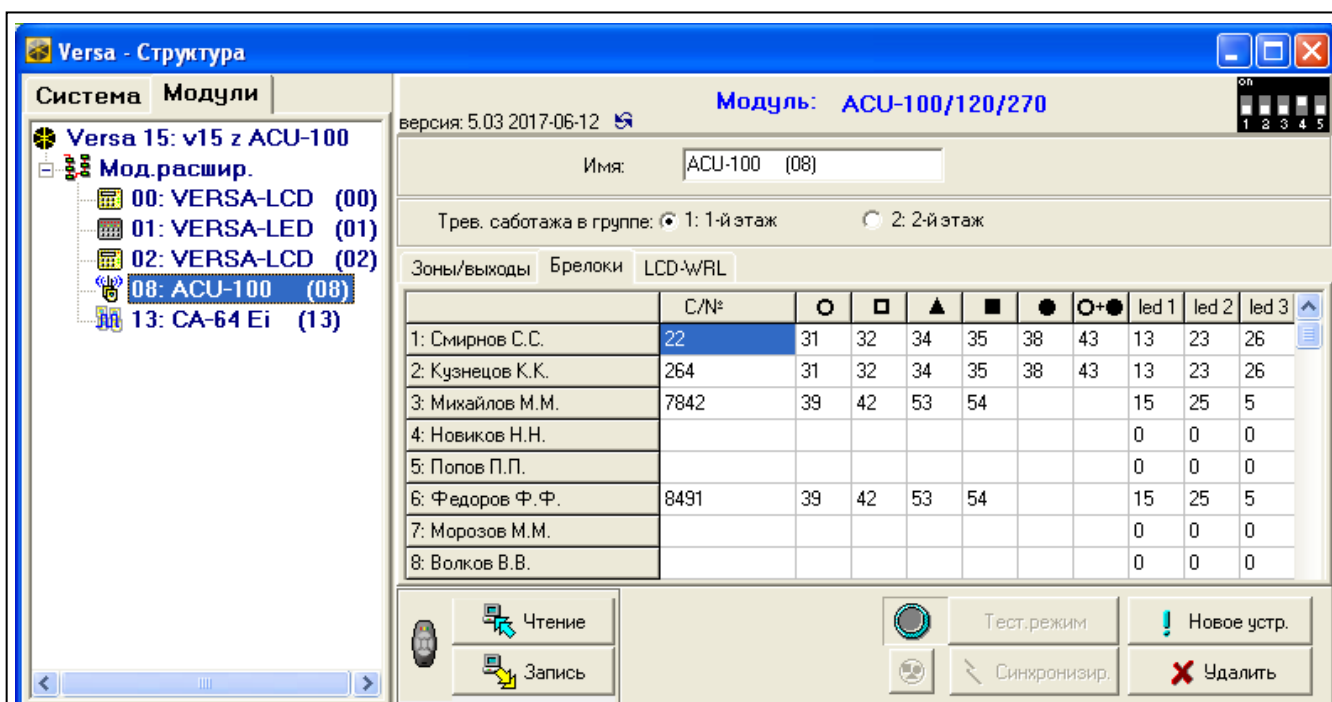 Versa - Структура
Система Модули
Versa 15: v15 z ACU-100
Мод.расшир.
00: VERSA-LCD (00)
01: VERSA-LED (01)
02: VERSA-LCD (02)
08: ACU-100 (08)
13: CA-64 Ei (13)
версия: 5.03 2017-06-12 Модуль: ACU-100/120/270
on
1 2 3 4 5
Имя: ACU-100 (08)
Трев. саботажа в группе: 1: 1-й этаж 2: 2-й этаж
Зоны/выходы Брелоки LCD-WRL
С/№ led 1 led 2 led 3
1: Смирнов С.С. 22 31 32 34 35 38 43 13 23 26
2: Кузнецов К.К. 264 31 32 34 35 38 43 13 23 26
3: Михайлов М.М. 7842 39 42 53 54 15 25 5
4: Новиков Н.Н. 0 0 0
5: Попов П.П. 0 0 0
6: Федоров Ф.Ф. 8491 39 42 53 54 15 25 5
7: Морозов М.М. 0 0 0
8: Волков В.В. 0 0 0
Чтение Тест.режим Новое устр.
Запись Синхронизир. Удалить